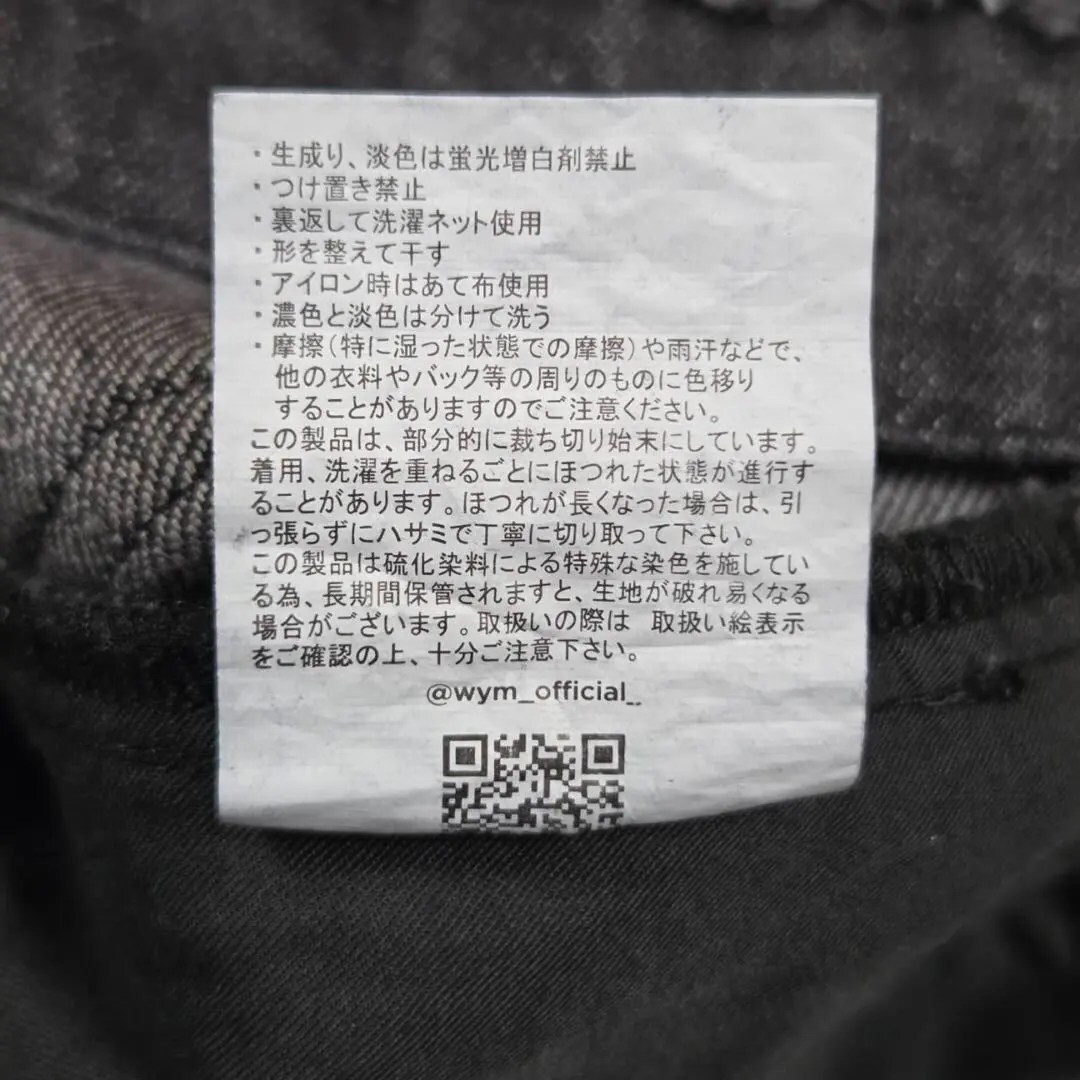 ・生成り、淡色は蛍光増白剤禁止
・つけ置き禁止
・裏返して洗濯ネット使用
・形を整えて干す
・アイロン時はあて布使用
・濃色と淡色は分けて洗う
・摩擦（特に湿った状態での摩擦）や雨汗などで、
他の衣料やバック等の周りのものに色移り
することがありますのでご注意ください。
この製品は、部分的に裁ち切り始末にしています。
着用、洗濯を重ねるごとにほつれた状態が進行す
ることがあります。ほつれが長くなった場合は、引
っ張らずにハサミで丁寧に切り取って下さい。
この製品は硫化染料による特殊な染色を施してい
る為、長期間保管されますと、生地が破れ易くなる
場合がございます。取扱いの際は　取扱い絵表示
をご確認の上、十分ご注意下さい。
@wym_official_